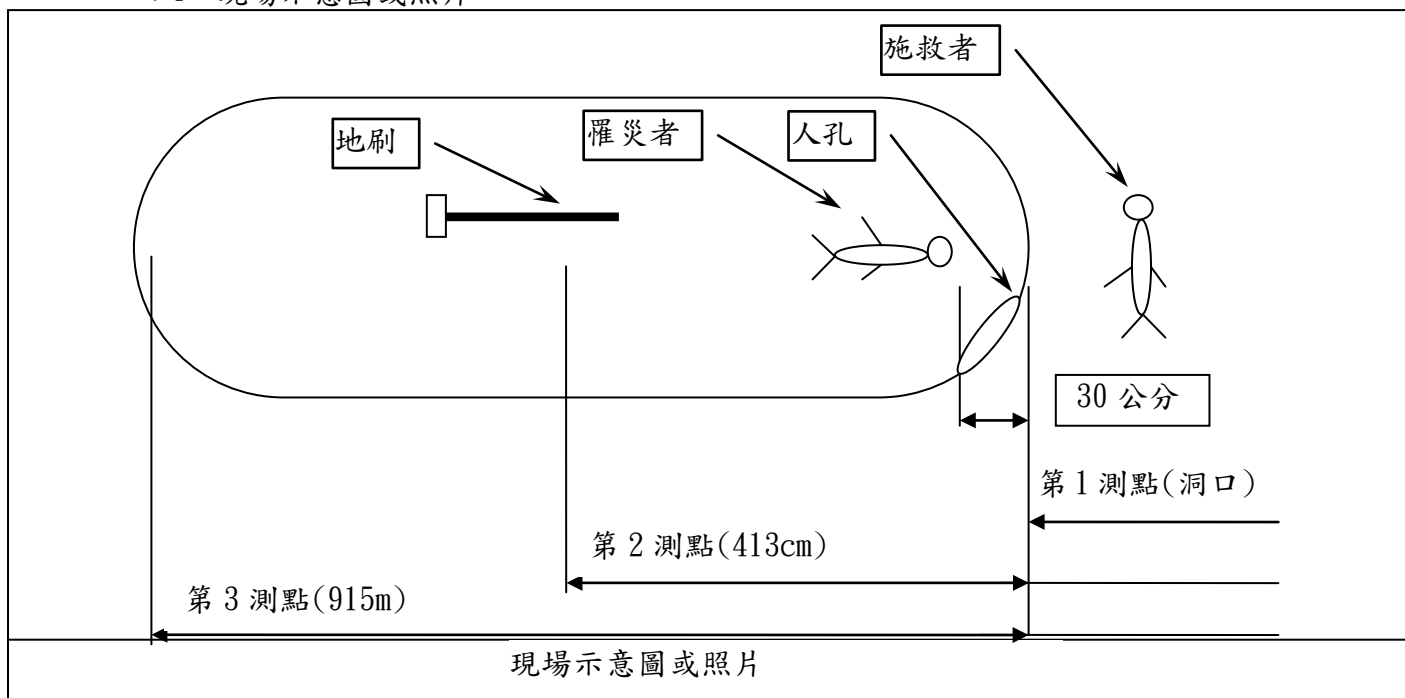 現場示意圖或照片
施救者
地刷
罹災者
人孔
30 公分
第 1 測點(洞口)
第 2 測點(413cm)
第 3 測點(915m)
現場示意圖或照片